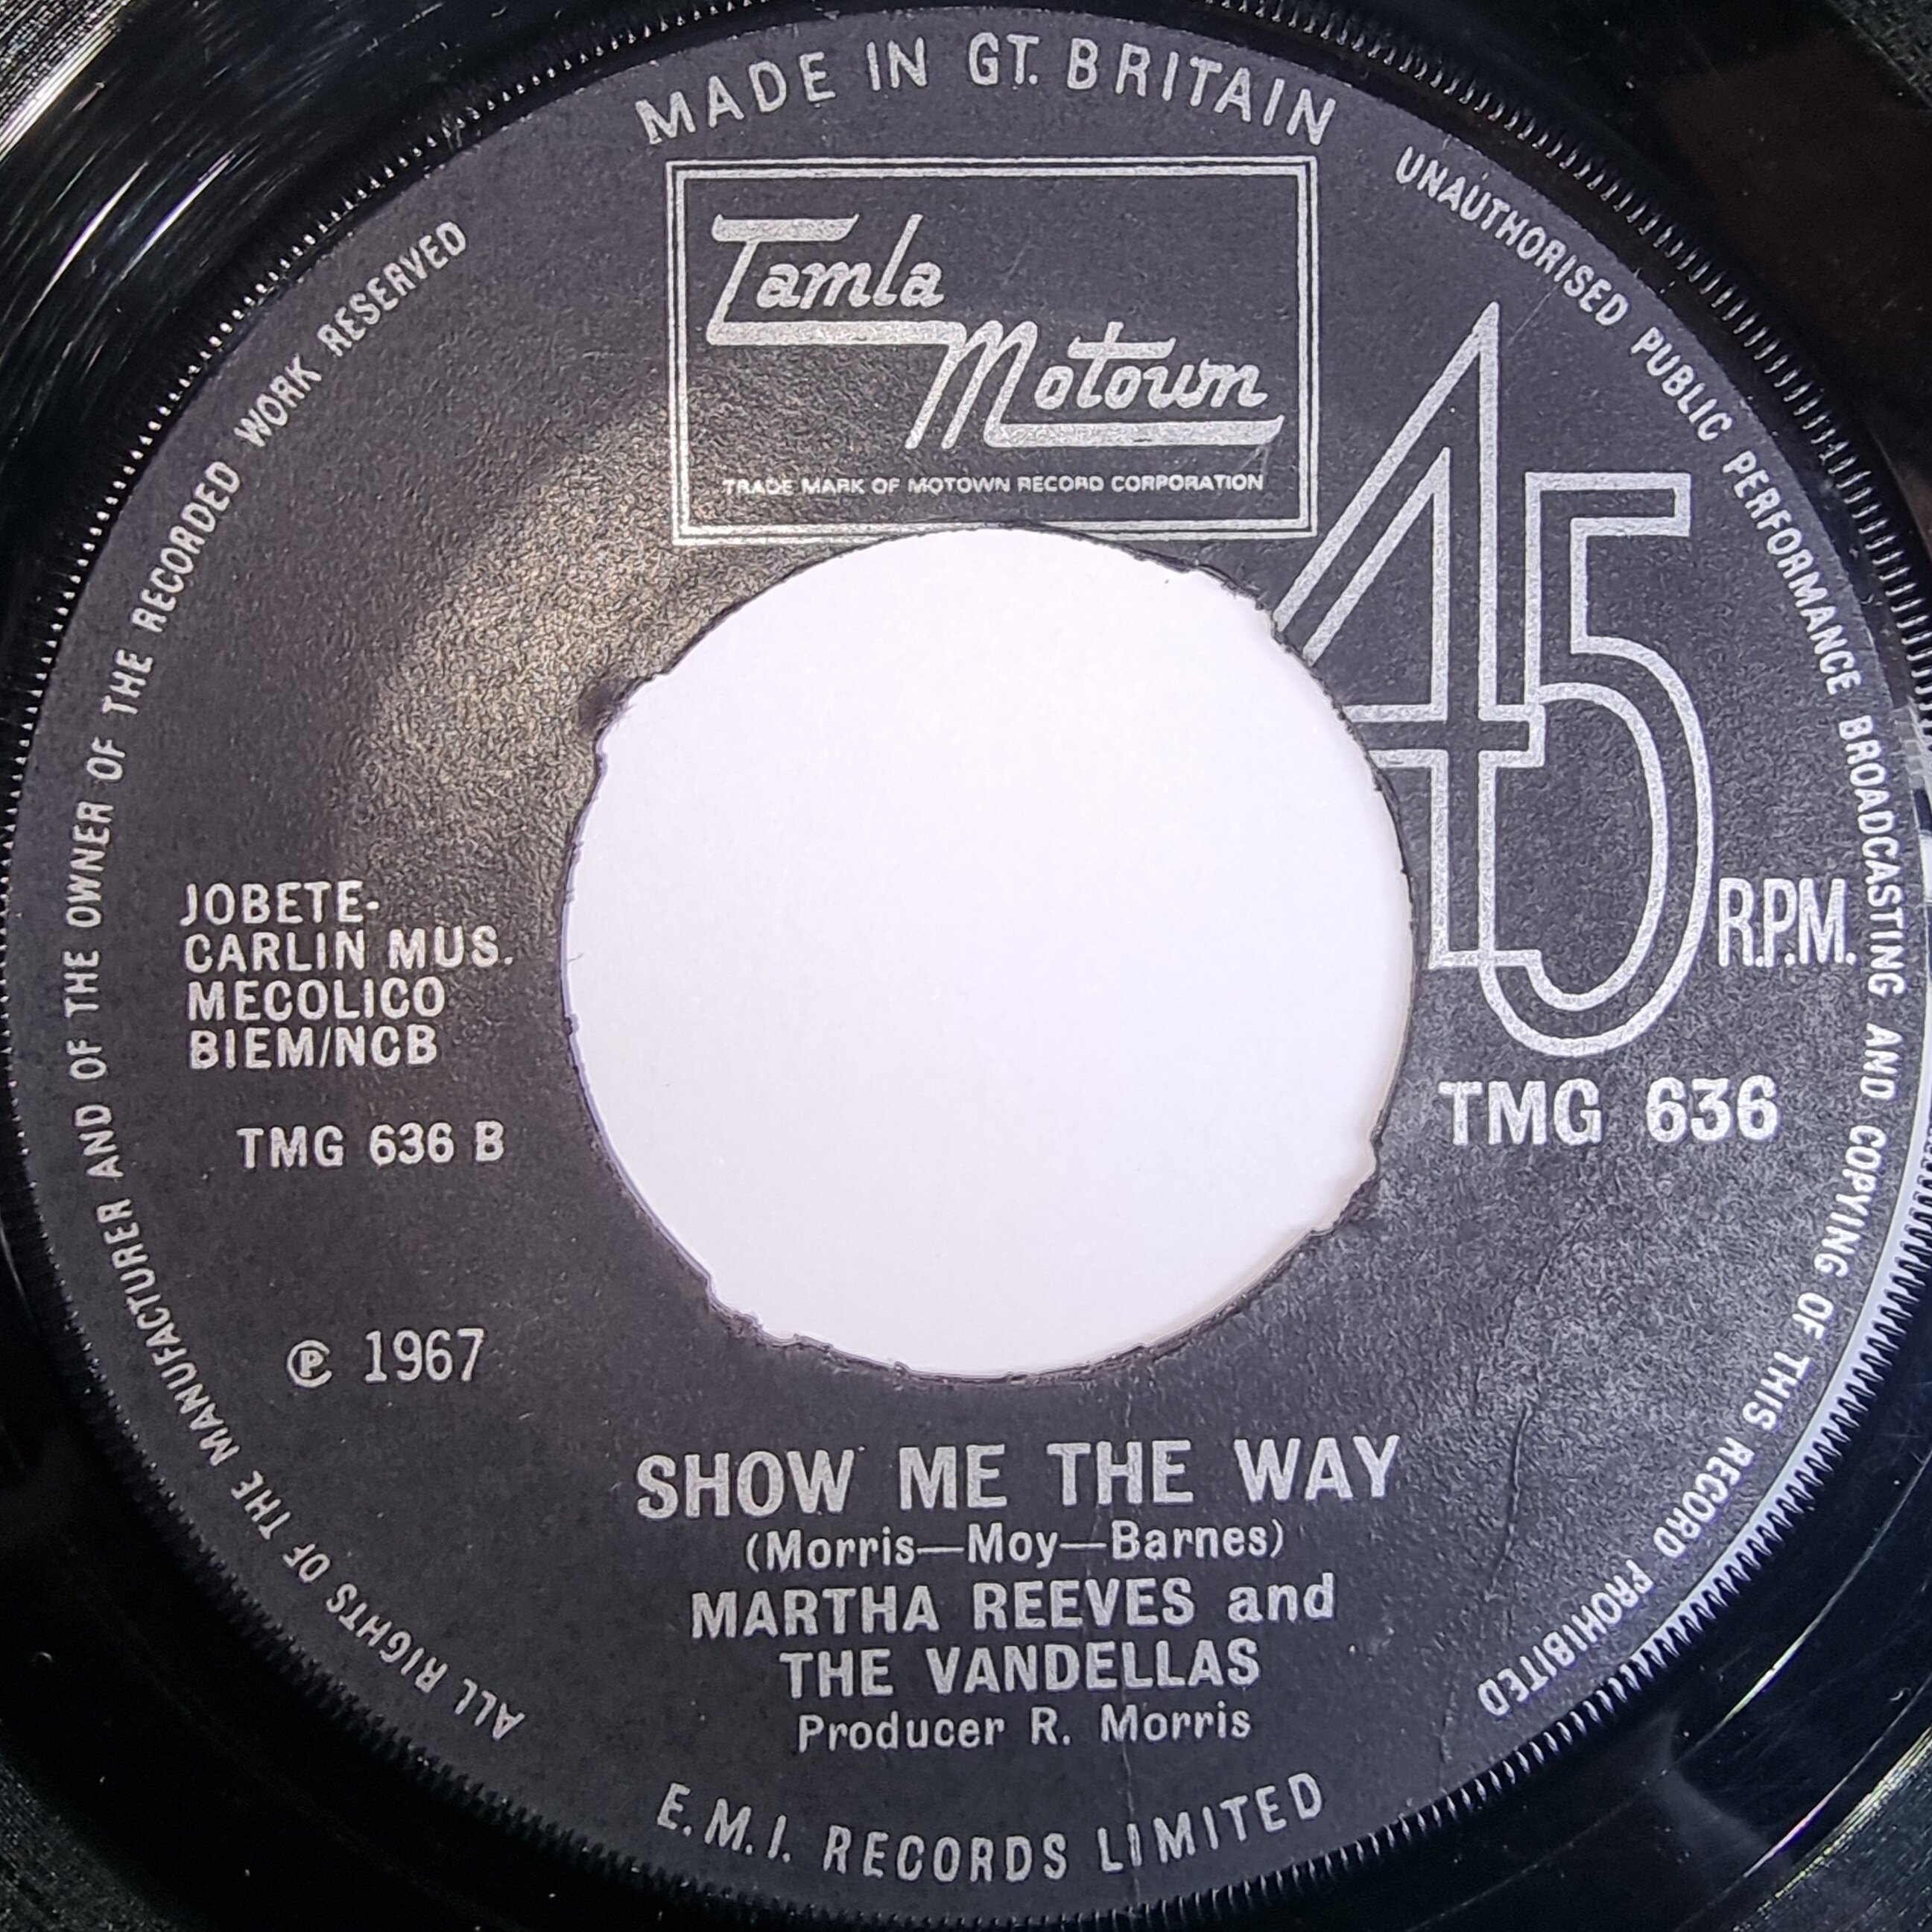 MADE IN GT. BRITAIN
UNAUTHORISED PUBLIC PERFORMANCE BROADCASTING AND COPYING OF THIS RECORD PROHIBITED
ALL RIGHTS OF THE MANUFACTURER AND OF THE OWNER OF THE RECORDED WORK RESERVED
Tamla
Motown
TRADE MARK OF MOTOWN RECORD CORPORATION
45
R.P.M.
JOBETE-
CARLIN MUS.
MECOLICO
BIEM/NCB
TMG 636 B
TMG 636
℗ 1967
SHOW ME THE WAY
(Morris—Moy—Barnes)
MARTHA REEVES and
THE VANDELLAS
Producer R. Morris
E.M.I. RECORDS LIMITED